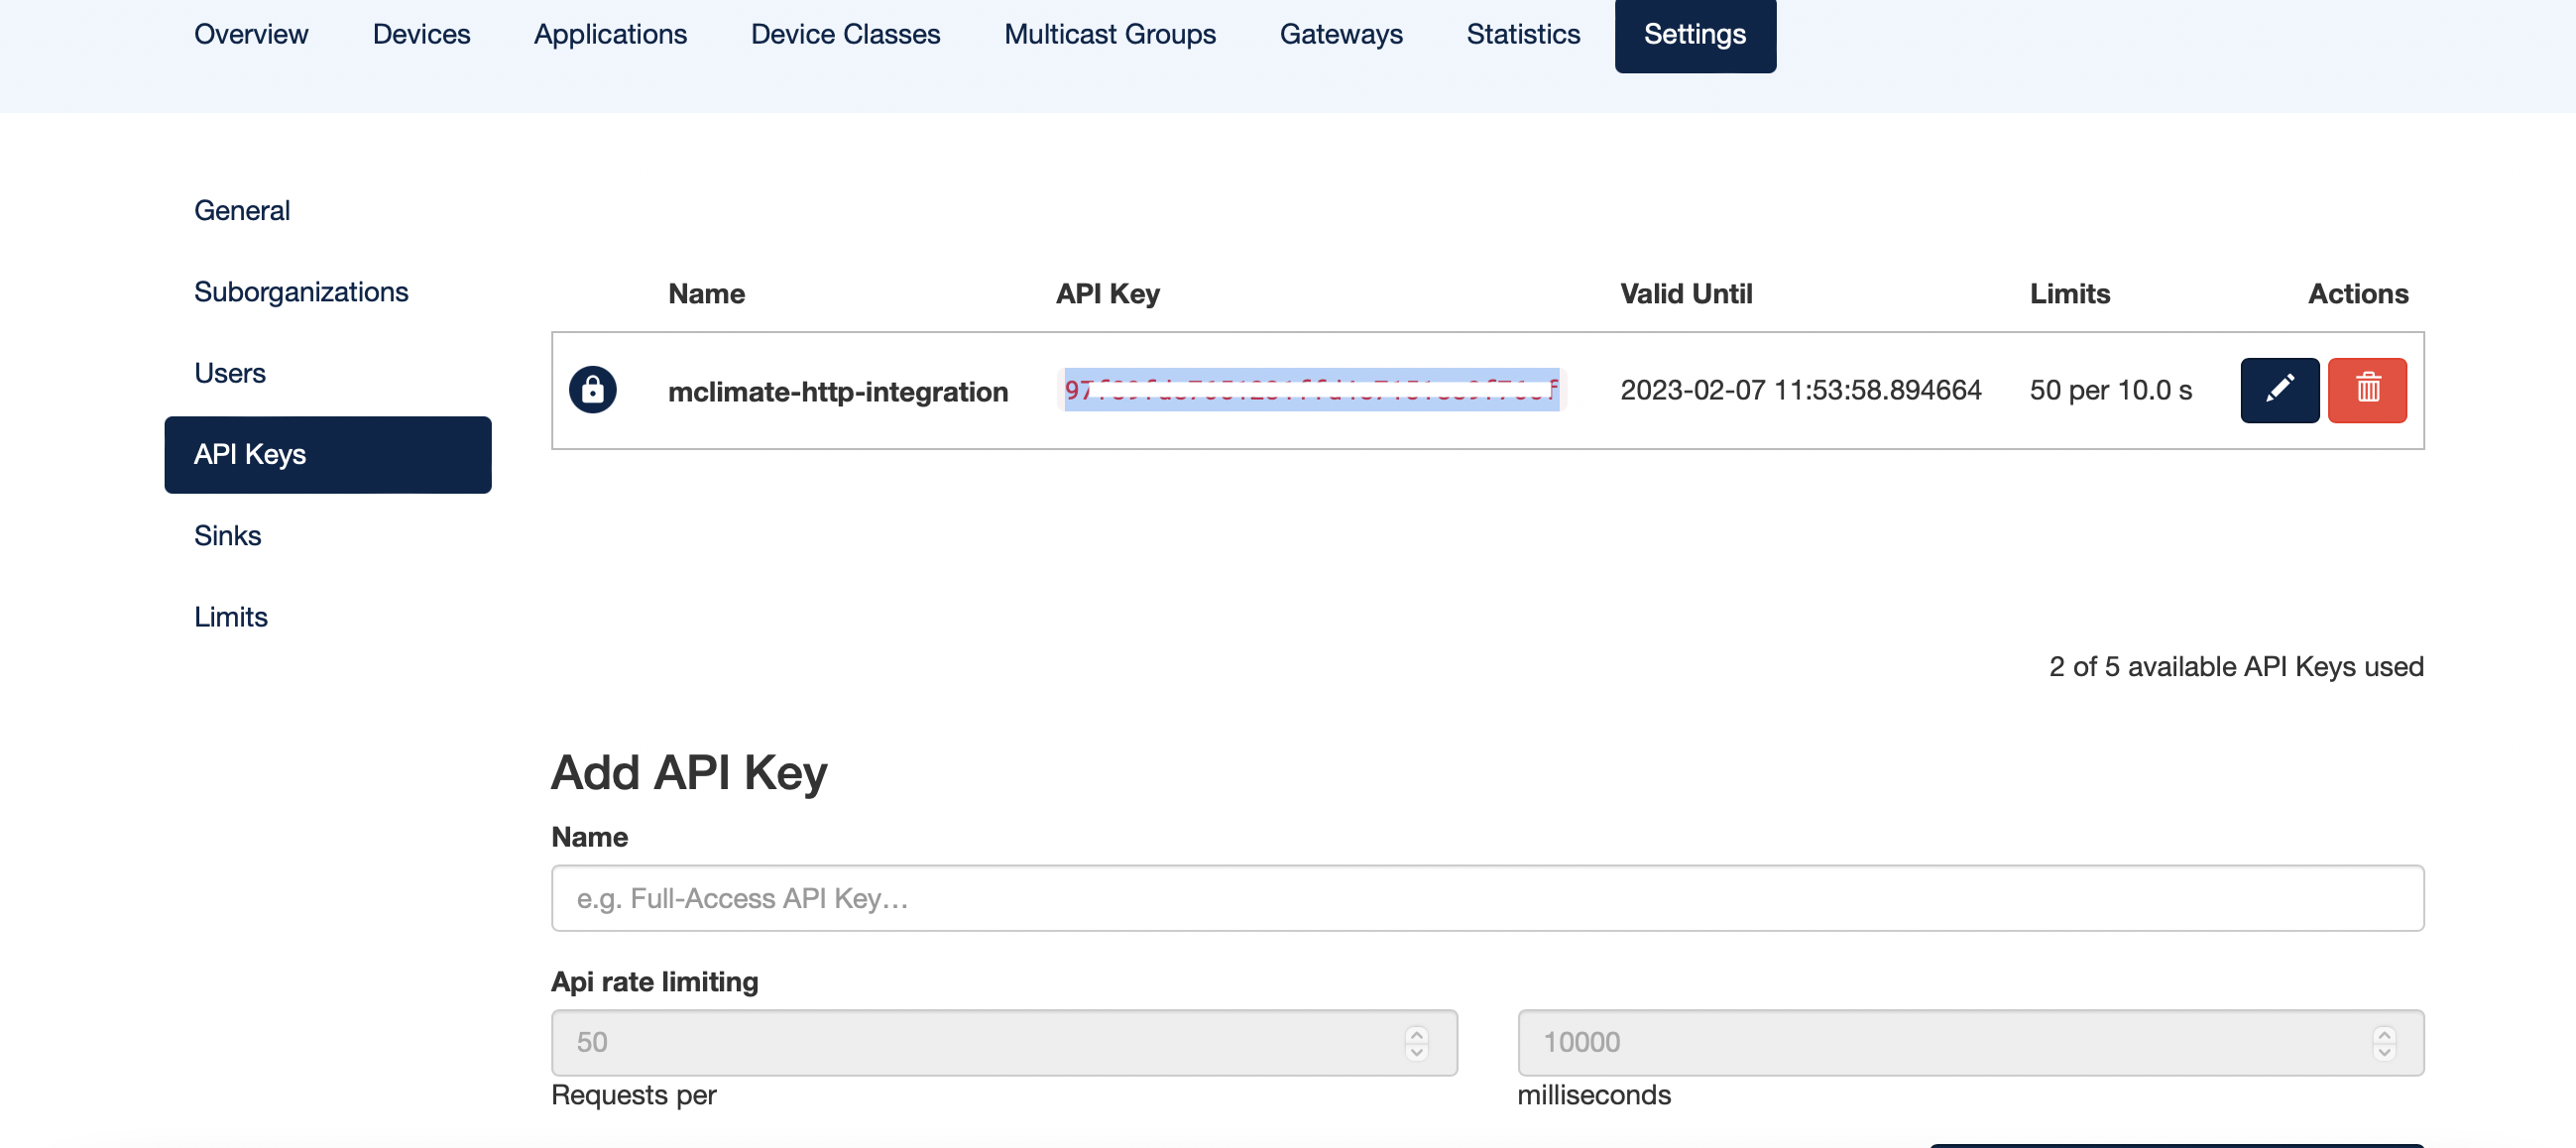 Overview Devices Applications Device Classes Multicast Groups Gateways Statistics Settings
General
Suborganizations
Users
API Keys
Sinks
Limits
Name API Key Valid Until Limits Actions
mclimate-http-integration 2023-02-07 11:53:58.894664 50 per 10.0 s
2 of 5 available API Keys used
Add API Key
Name
e.g. Full-Access API Key…
Api rate limiting
50 10000
Requests per milliseconds